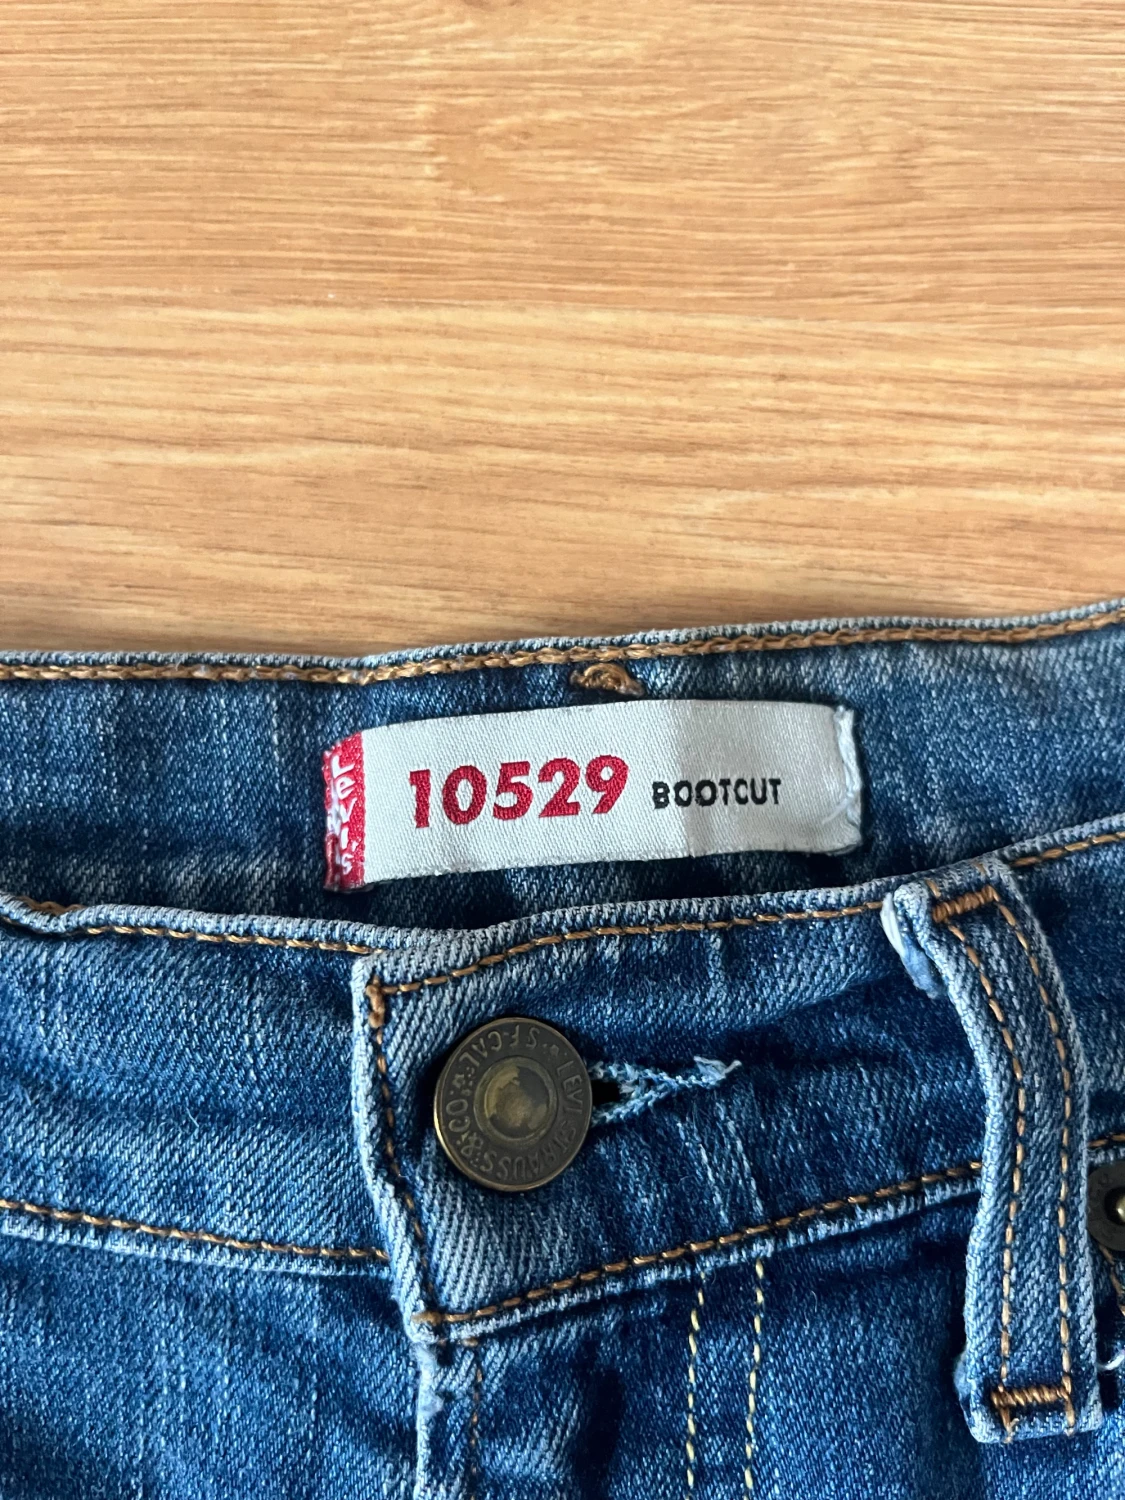 Levi's
10529 BOOTCUT
LEVI STRAUSS & CO. S.F. CAL.